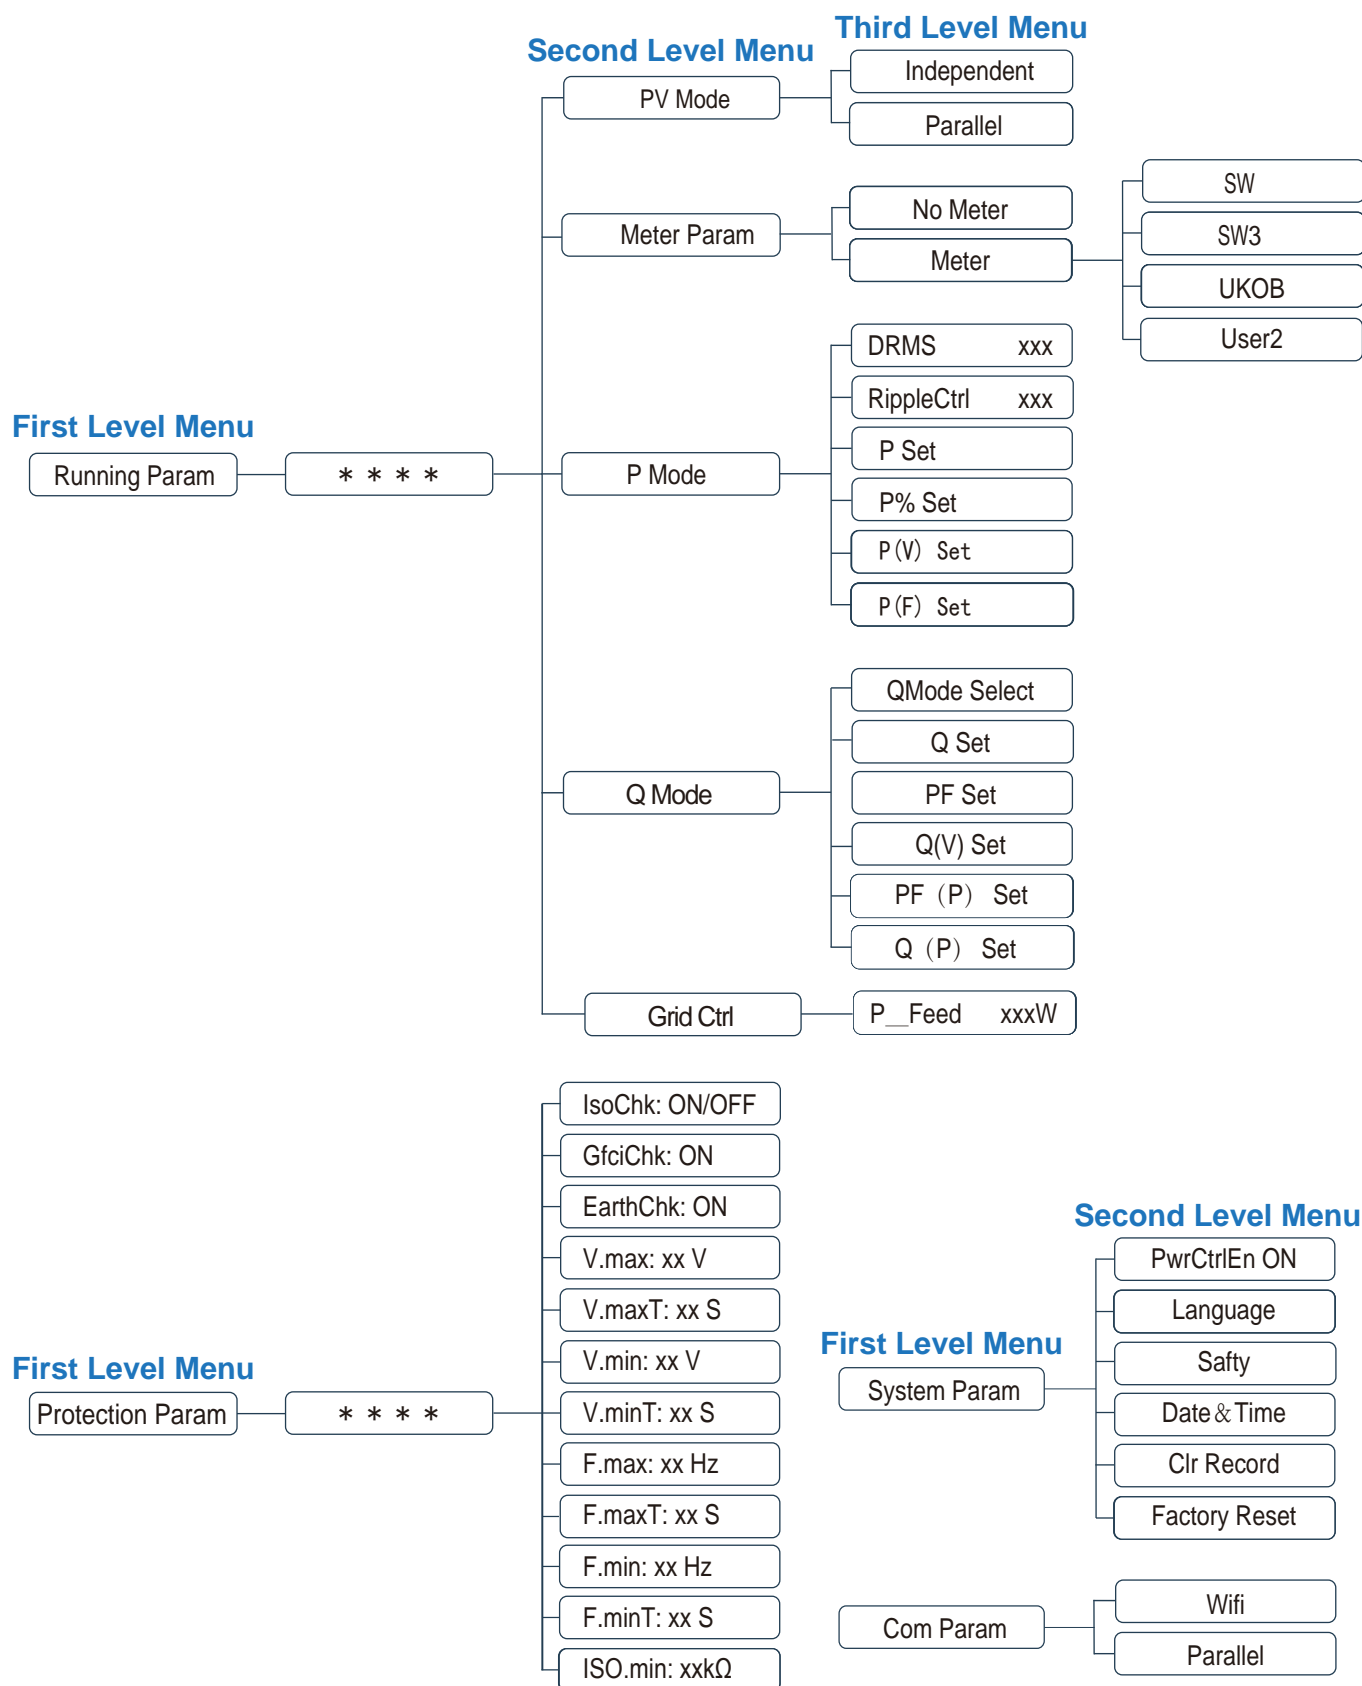 Third Level Menu
Second Level Menu
Independent
PV Mode
Parallel
SW
No Meter
Meter Param
SW3
Meter
UKOB
User2
DRMS xxx
RippleCtrl xxx
First Level Menu
P Set
Running Param
* * * *
P Mode
P% Set
P(V) Set
P(F) Set
QMode Select
Q Set
Q Mode
PF Set
Q(V) Set
PF (P) Set
Q (P) Set
Grid Ctrl
P__Feed xxxW
IsoChk: ON/OFF
GfciChk: ON
EarthChk: ON
V.max: xx V
V.maxT: xx S
V.min: xx V
First Level Menu
Protection Param
* * * *
V.minT: xx S
F.max: xx Hz
F.maxT: xx S
F.min: xx Hz
F.minT: xx S
ISO.min: xxkΩ
Second Level Menu
PwrCtrlEn ON
Language
First Level Menu
Safty
System Param
Date&Time
Clr Record
Factory Reset
Wifi
Com Param
Parallel